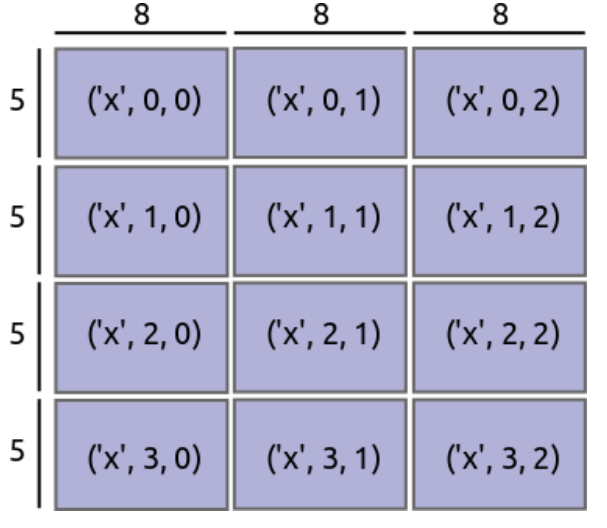 8 8 8
5 ('x', 0, 0) ('x', 0, 1) ('x', 0, 2)
5 ('x', 1, 0) ('x', 1, 1) ('x', 1, 2)
5 ('x', 2, 0) ('x', 2, 1) ('x', 2, 2)
5 ('x', 3, 0) ('x', 3, 1) ('x', 3, 2)